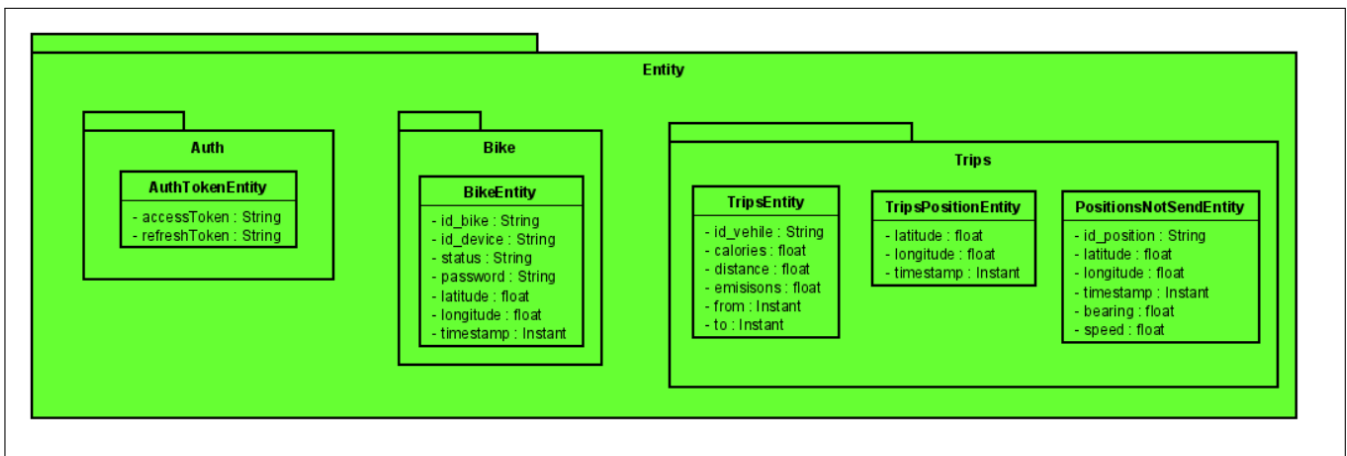 Entity
Auth
AuthTokenEntity
- accessToken : String
- refreshToken : String
Bike
BikeEntity
- id_bike : String
- id_device : String
- status : String
- password : String
- latitude : float
- longitude : float
- timestamp : Instant
Trips
TripsEntity
- id_vehile : String
- calories : float
- distance : float
- emisisons : float
- from : Instant
- to : Instant
TripsPositionEntity
- latitude : float
- longitude : float
- timestamp : Instant
PositionsNotSendEntity
- id_position : String
- latitude : float
- longitude : float
- timestamp : Instant
- bearing : float
- speed : float